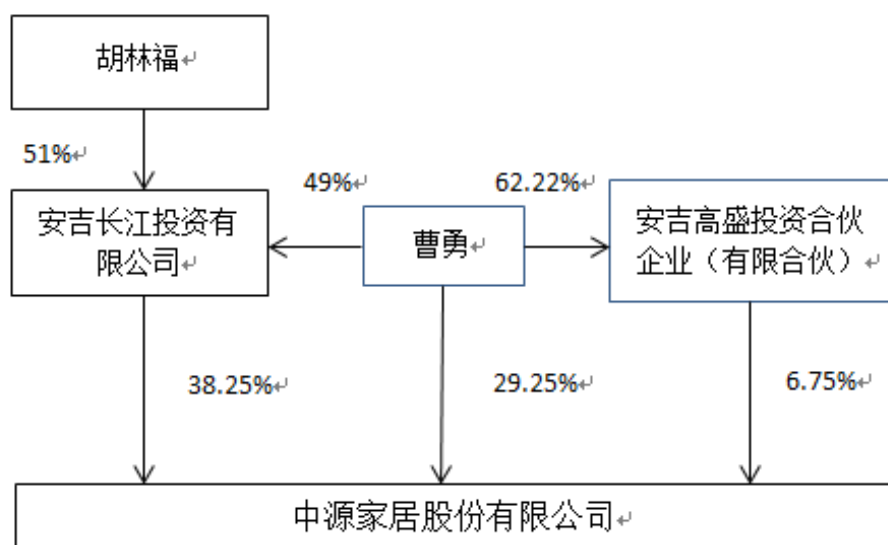 胡林福
51%
49%
62.22%
安吉长江投资有
限公司
曹勇
安吉高盛投资合伙
企业（有限合伙）
38.25%
29.25%
6.75%
中源家居股份有限公司